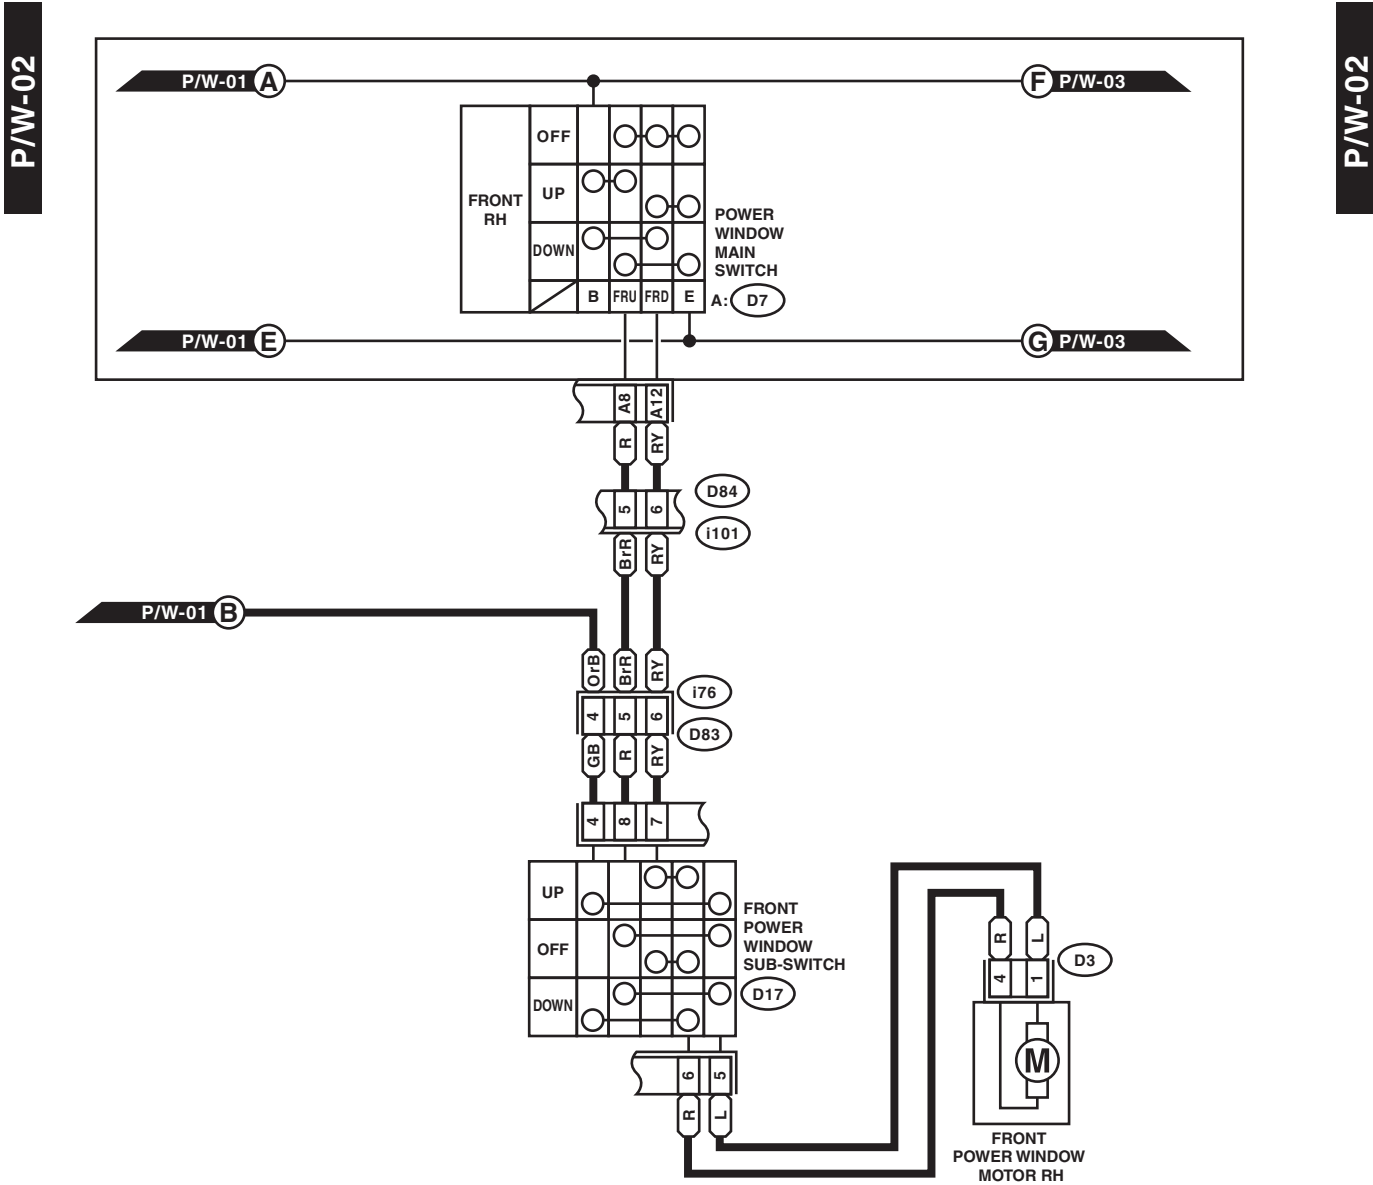 P/W-02
P/W-02
P/W-01 A
F P/W-03
FRONT
RH
OFF
UP
DOWN
B FRU FRD E
POWER
WINDOW
MAIN
SWITCH
A: D7
P/W-01 E
G P/W-03
A8 A12
R RY
D84
5 6
i101
BrR RY
P/W-01 B
OrB BrR RY
i76
4 5 6
D83
GB R RY
4 8 7
UP
OFF
DOWN
FRONT
POWER
WINDOW
SUB-SWITCH
D17
6 5
R L
R L
D3
4 1
M
FRONT
POWER WINDOW
MOTOR RH